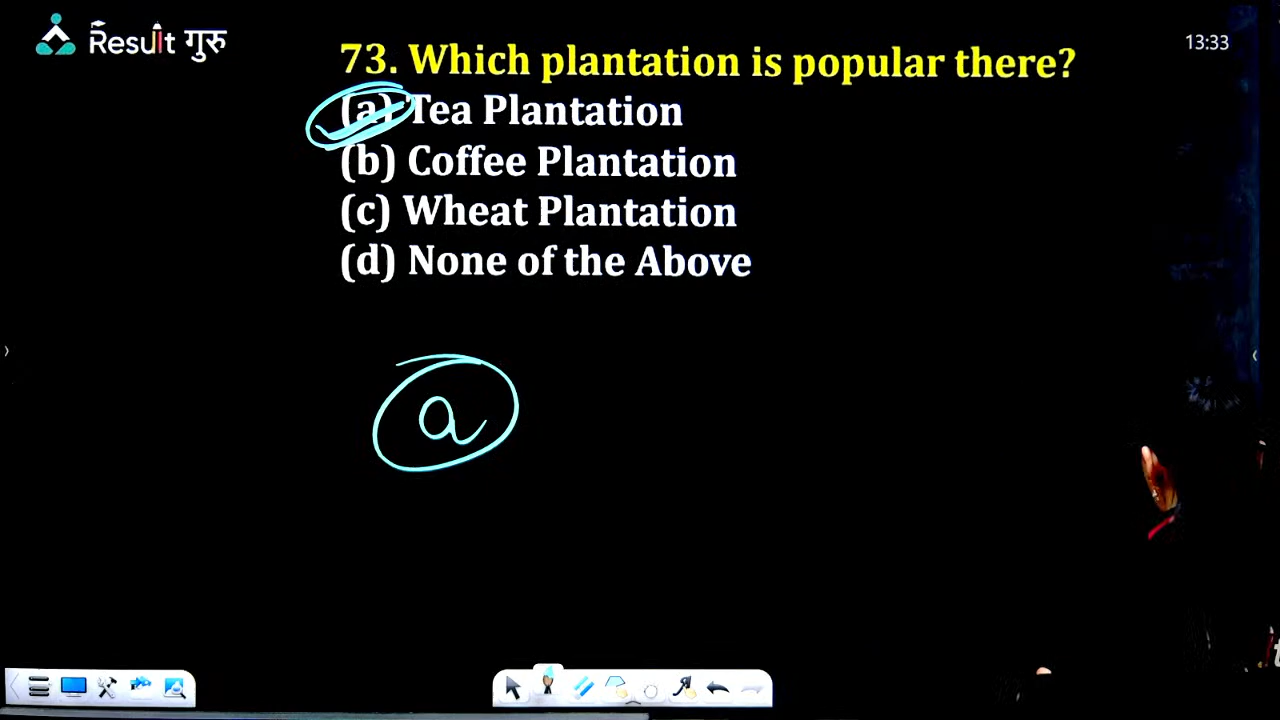 Result गुरु
13:33
73. Which plantation is popular there?
(a) Tea Plantation
(b) Coffee Plantation
(c) Wheat Plantation
(d) None of the Above
a